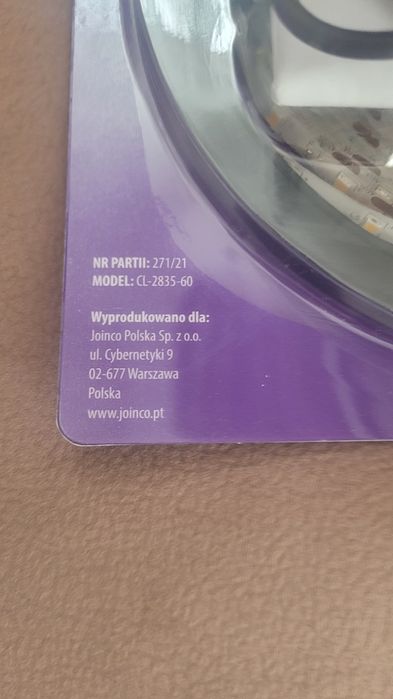 NR PARTII: 271/21
MODEL: CL-2835-60
Wyprodukowano dla:
Joinco Polska Sp. z o.o.
ul. Cybernetyki 9
02-677 Warszawa
Polska
www.joinco.pt